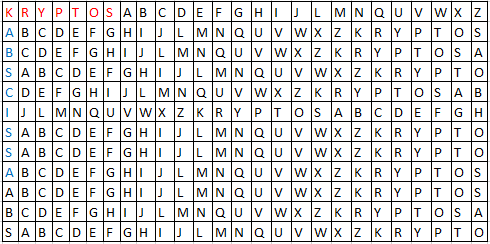 K R Y P T O S A B C D E F G H I J L M N Q U V W X Z
A B C D E F G H I J L M N Q U V W X Z K R Y P T O S
B C D E F G H I J L M N Q U V W X Z K R Y P T O S A
S A B C D E F G H I J L M N Q U V W X Z K R Y P T O
C D E F G H I J L M N Q U V W X Z K R Y P T O S A B
I J L M N Q U V W X Z K R Y P T O S A B C D E F G H
S A B C D E F G H I J L M N Q U V W X Z K R Y P T O
S A B C D E F G H I J L M N Q U V W X Z K R Y P T O
A B C D E F G H I J L M N Q U V W X Z K R Y P T O S
A B C D E F G H I J L M N Q U V W X Z K R Y P T O S
B C D E F G H I J L M N Q U V W X Z K R Y P T O S A
S A B C D E F G H I J L M N Q U V W X Z K R Y P T O